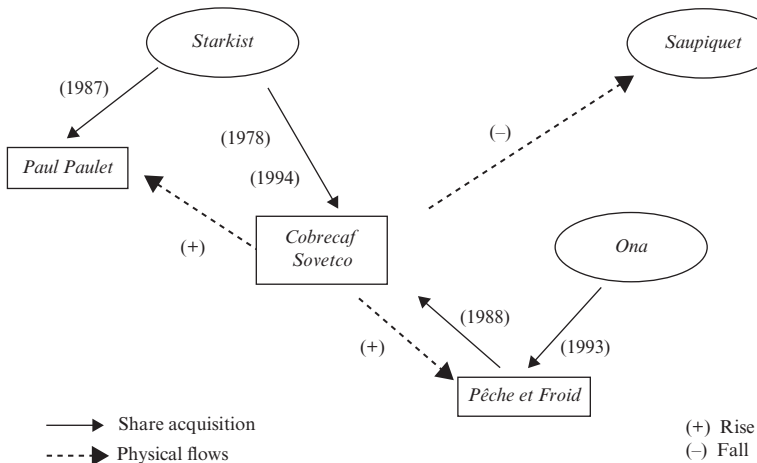 Starkist
Saupiquet
(1987)
(1978)
(–)
Paul Paulet
(1994)
Cobrecaf
Sovetco
Ona
(+)
(1988)
(+)
(1993)
Pêche et Froid
Share acquisition
(+) Rise
Physical flows
(–) Fall